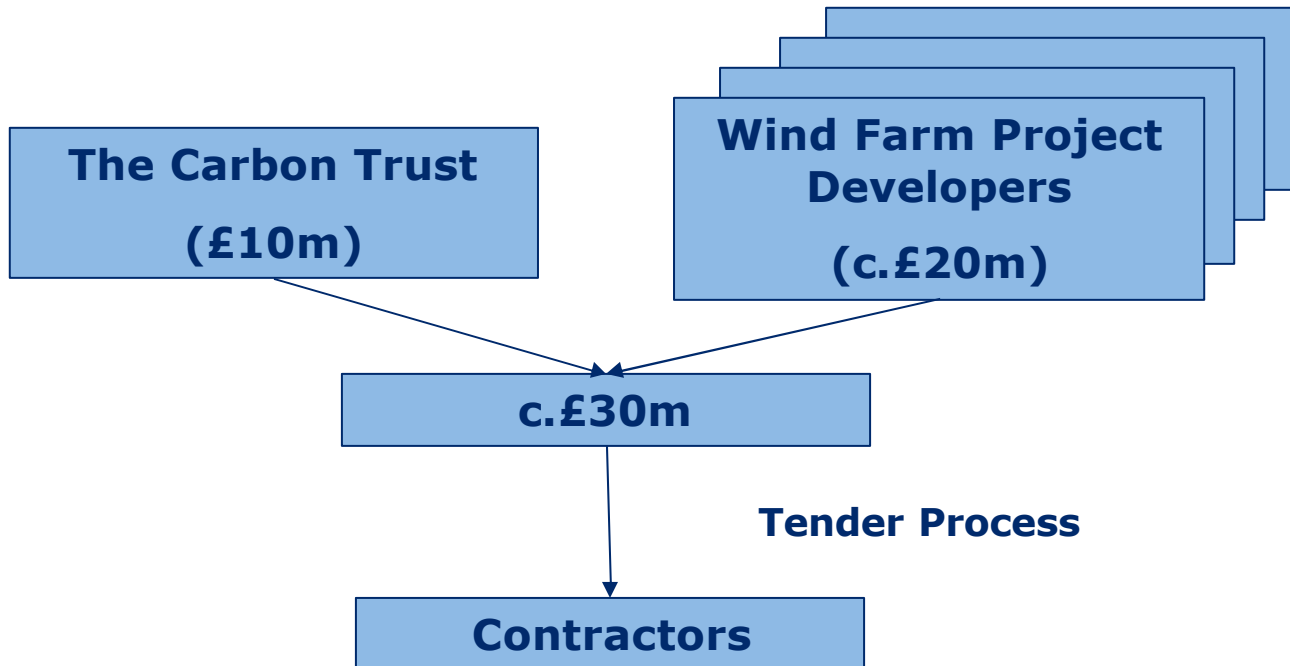 The Carbon Trust
(£10m)
Wind Farm Project
Developers
(c.£20m)
c.£30m
Tender Process
Contractors